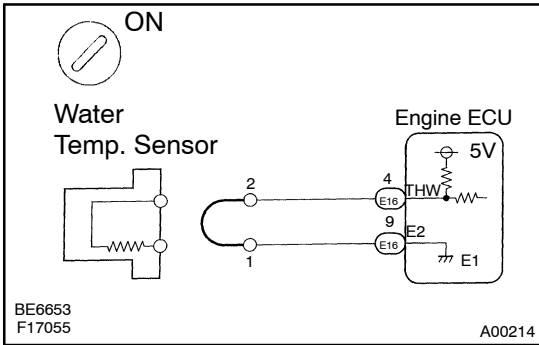 ON
Water
Temp. Sensor
Engine ECU
5V
2
4
THW
E16
9
E2
E16
1
E1
BE6653
F17055
A00214